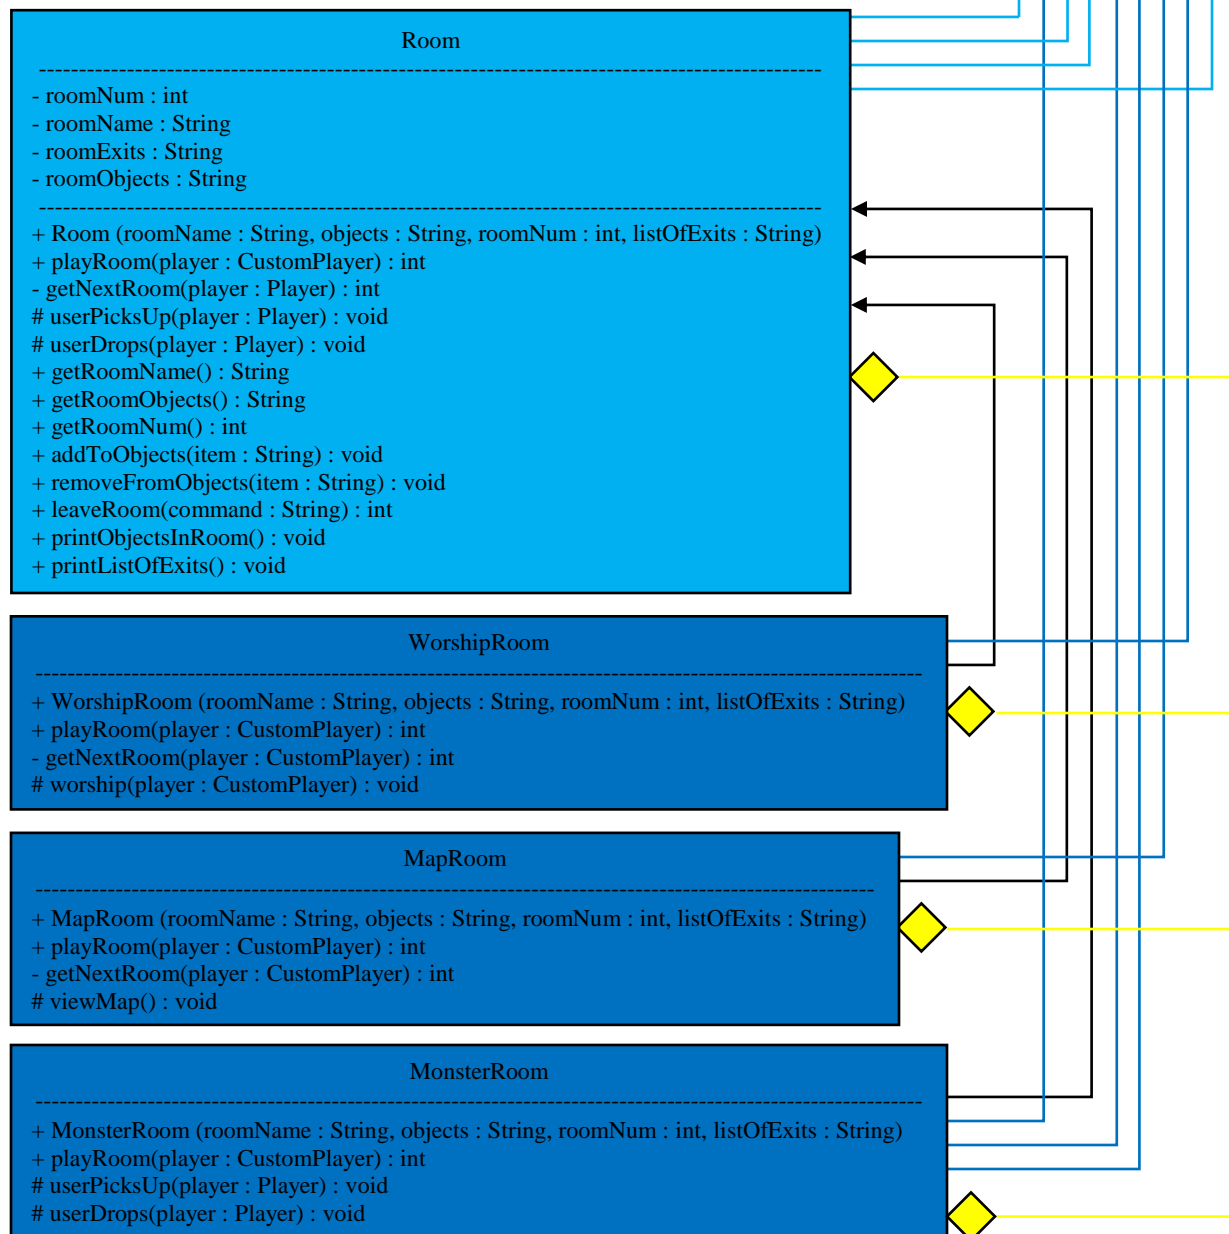 Room
- roomNum : int
- roomName : String
- roomExits : String
- roomObjects : String
+ Room (roomName : String, objects : String, roomNum : int, listOfExits : String)
+ playRoom(player : CustomPlayer) : int
- getNextRoom(player : Player) : int
# userPicksUp(player : Player) : void
# userDrops(player : Player) : void
+ getRoomName() : String
+ getRoomObjects() : String
+ getRoomNum() : int
+ addToObjects(item : String) : void
+ removeFromObjects(item : String) : void
+ leaveRoom(command : String) : int
+ printObjectsInRoom() : void
+ printListOfExits() : void
WorshipRoom
+ WorshipRoom (roomName : String, objects : String, roomNum : int, listOfExits : String)
+ playRoom(player : CustomPlayer) : int
- getNextRoom(player : CustomPlayer) : int
# worship(player : CustomPlayer) : void
MapRoom
+ MapRoom (roomName : String, objects : String, roomNum : int, listOfExits : String)
+ playRoom(player : CustomPlayer) : int
- getNextRoom(player : CustomPlayer) : int
# viewMap() : void
MonsterRoom
+ MonsterRoom (roomName : String, objects : String, roomNum : int, listOfExits : String)
+ playRoom(player : CustomPlayer) : int
# userPicksUp(player : Player) : void
# userDrops(player : Player) : void